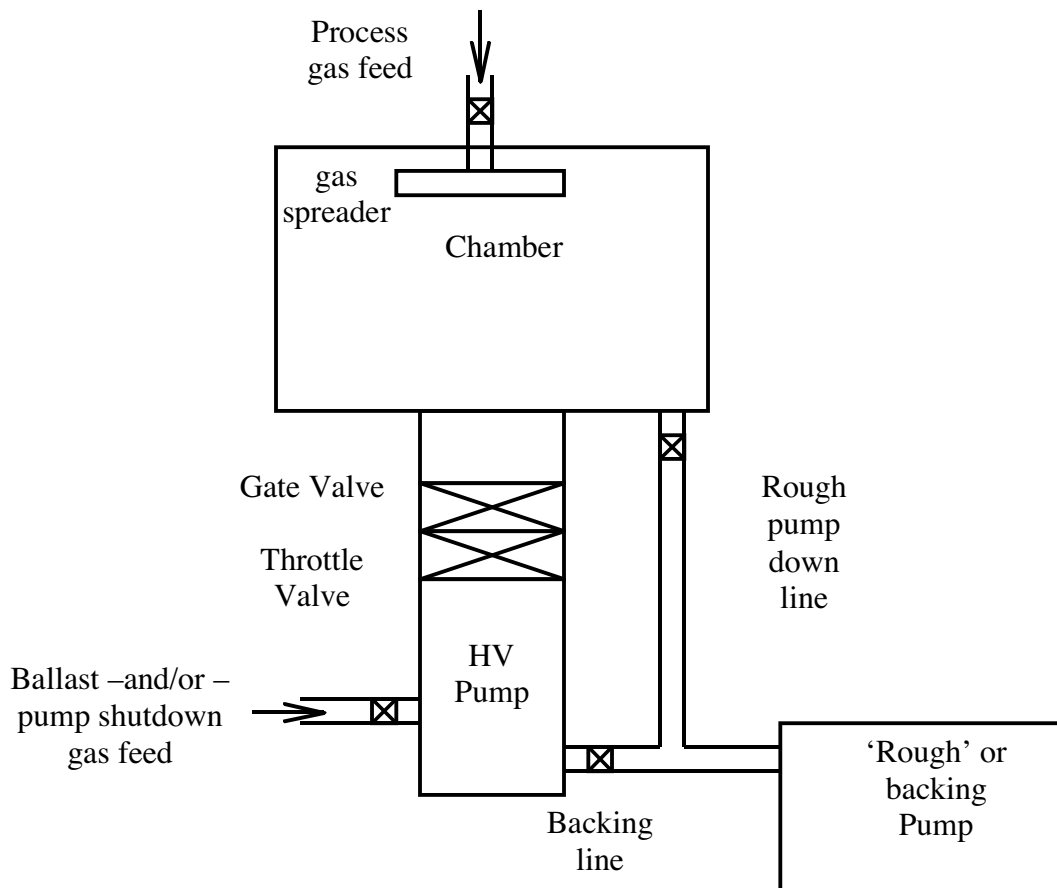 Process
gas feed
gas
spreader
Chamber
Gate Valve
Throttle
Valve
Rough
pump
down
line
HV
Pump
Ballast –and/or –
pump shutdown
gas feed
‘Rough’ or
backing
Pump
Backing
line